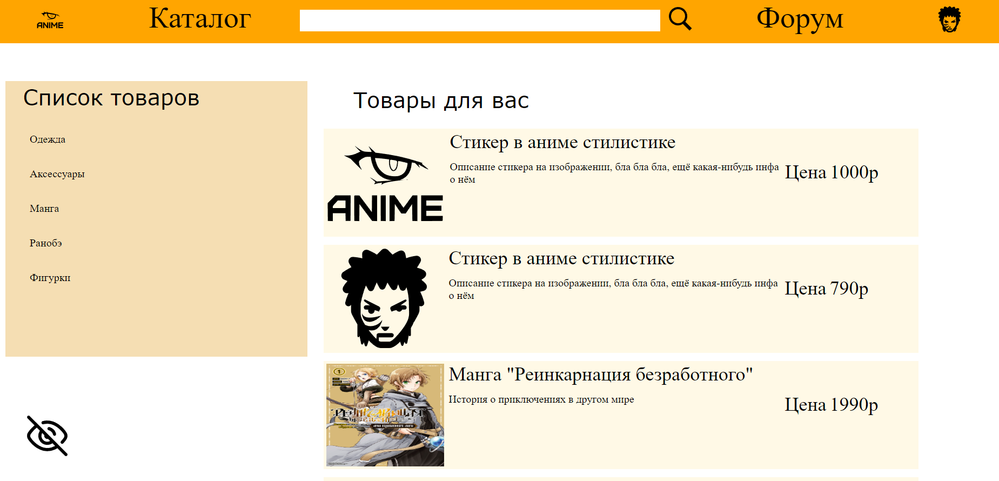 ANIME
Каталог
Форум
Список товаров
Одежда
Аксессуары
Манга
Ранобэ
Фигурки
Товары для вас
ANIME
Стикер в аниме стилистике
Описание стикера на изображении, бла бла бла, ещё какая-нибудь инфа
о нём
Цена 1000р
Стикер в аниме стилистике
Описание стикера на изображении, бла бла бла, ещё какая-нибудь инфа
о нём
Цена 790р
1
РЕИНКАРНАЦИЯ
Манга "Реинкарнация безработного"
История о приключениях в другом мире
Цена 1990р